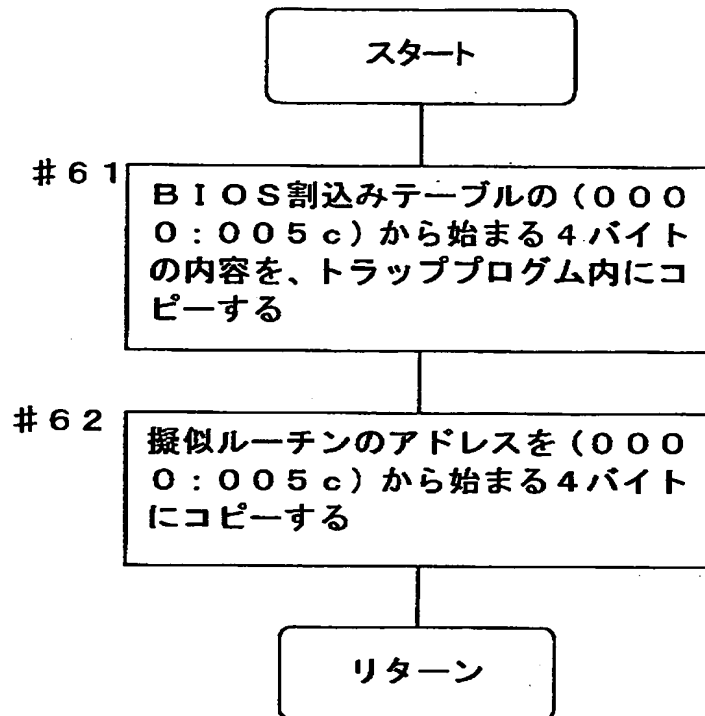 スタート
＃６１
ＢＩＯＳ割込みテーブルの（０００
０：００５ｃ）から始まる４バイト
の内容を、トラッププログム内にコ
ピーする
＃６２
擬似ルーチンのアドレスを（０００
０：００５ｃ）から始まる４バイト
にコピーする
リターン